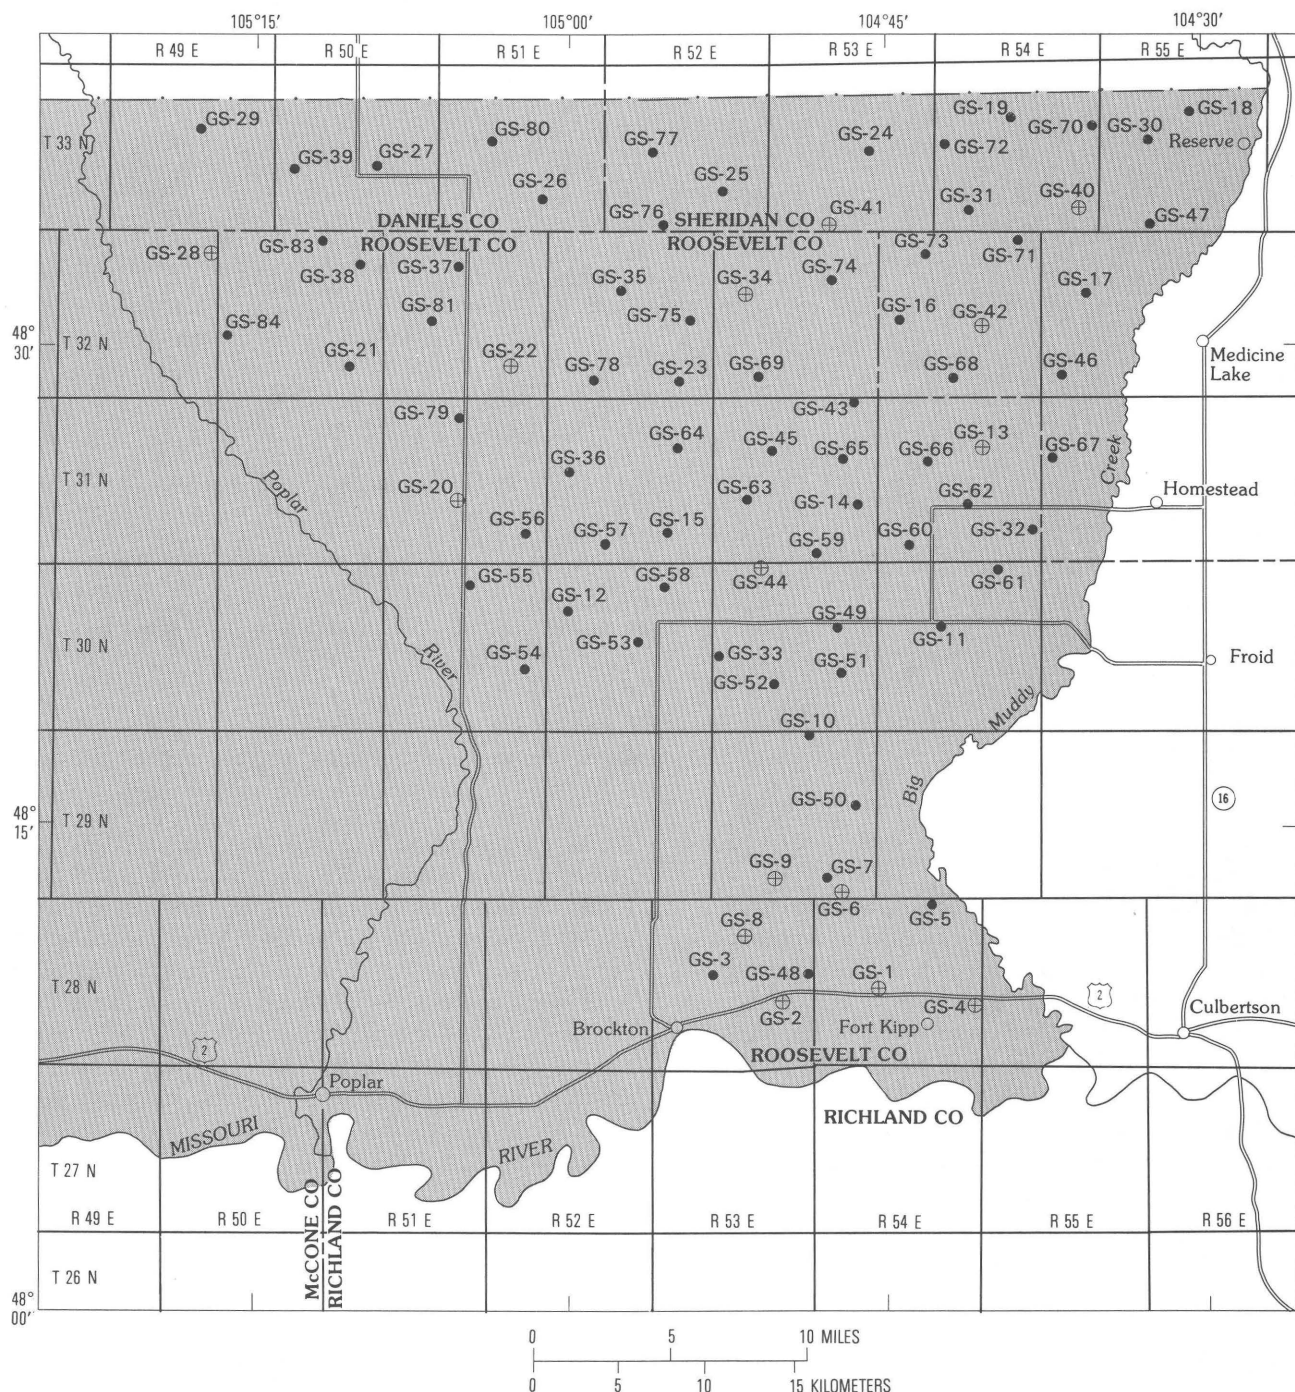 105°15′ 105°00′ 104°45′ 104°30′
R 49 E R 50 E R 51 E R 52 E R 53 E R 54 E R 55 E
GS-19 GS-18
GS-29 GS-80 GS-77 GS-24 GS-70 GS-30
T 33 N GS-39 GS-27 GS-72 Reserve
GS-26 GS-25 GS-31 GS-40
GS-76 GS-41 GS-47
DANIELS CO SHERIDAN CO
ROOSEVELT CO ROOSEVELT CO
GS-28 GS-83 GS-73 GS-71
GS-38 GS-37 GS-35 GS-34 GS-74 GS-17
GS-84 GS-81 GS-75 GS-16 GS-42
48°
30′
T 32 N
GS-21 GS-22 GS-78 GS-23 GS-69 GS-68 GS-46
Medicine
Lake
GS-79 GS-43
GS-64 GS-45 GS-65 GS-66 GS-13 GS-67
Creek
T 31 N Poplar GS-20 GS-36 GS-63 GS-14 GS-62 Homestead
GS-56 GS-57 GS-15 GS-59 GS-60 GS-32
GS-55 GS-12 GS-58 GS-44 GS-61
GS-49 GS-11
T 30 N River GS-54 GS-53 GS-33 GS-51 Froid
GS-52
Muddy
GS-10
Big
48°
15′
T 29 N GS-50 16
GS-9 GS-7
GS-6 GS-5
GS-8
GS-3 GS-48 GS-1
T 28 N GS-2 GS-4 2 Culbertson
Brockton Fort Kipp
2 ROOSEVELT CO
Poplar
RICHLAND CO
MISSOURI RIVER
T 27 N
McCONE CO
RICHLAND CO
R 49 E R 50 E R 51 E R 52 E R 53 E R 54 E R 55 E R 56 E
T 26 N
48°
00′
0 5 10 MILES
0 5 10 15 KILOMETERS